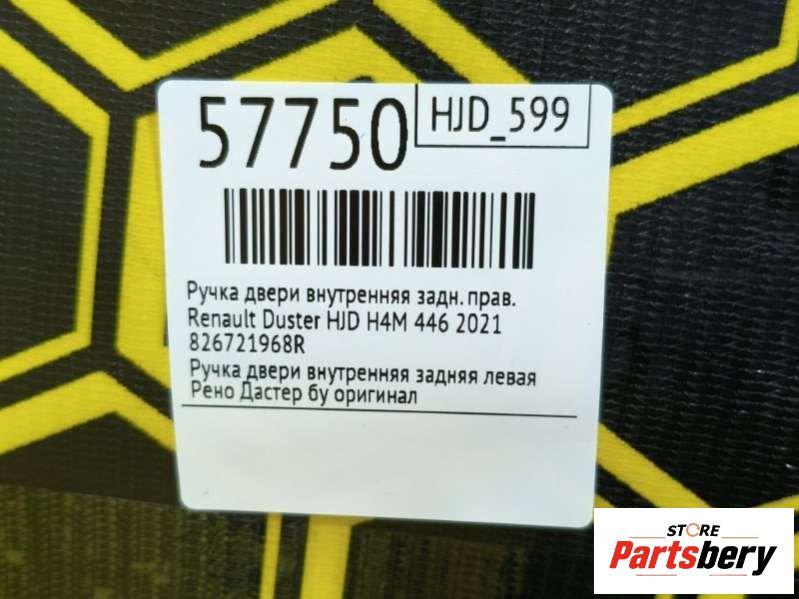 57750
HJD_599
Ручка двери внутренняя задн. прав.
Renault Duster HJD H4M 446 2021
826721968R
Ручка двери внутренняя задняя левая
Рено Дастер бу оригинал
STORE
Partsbery